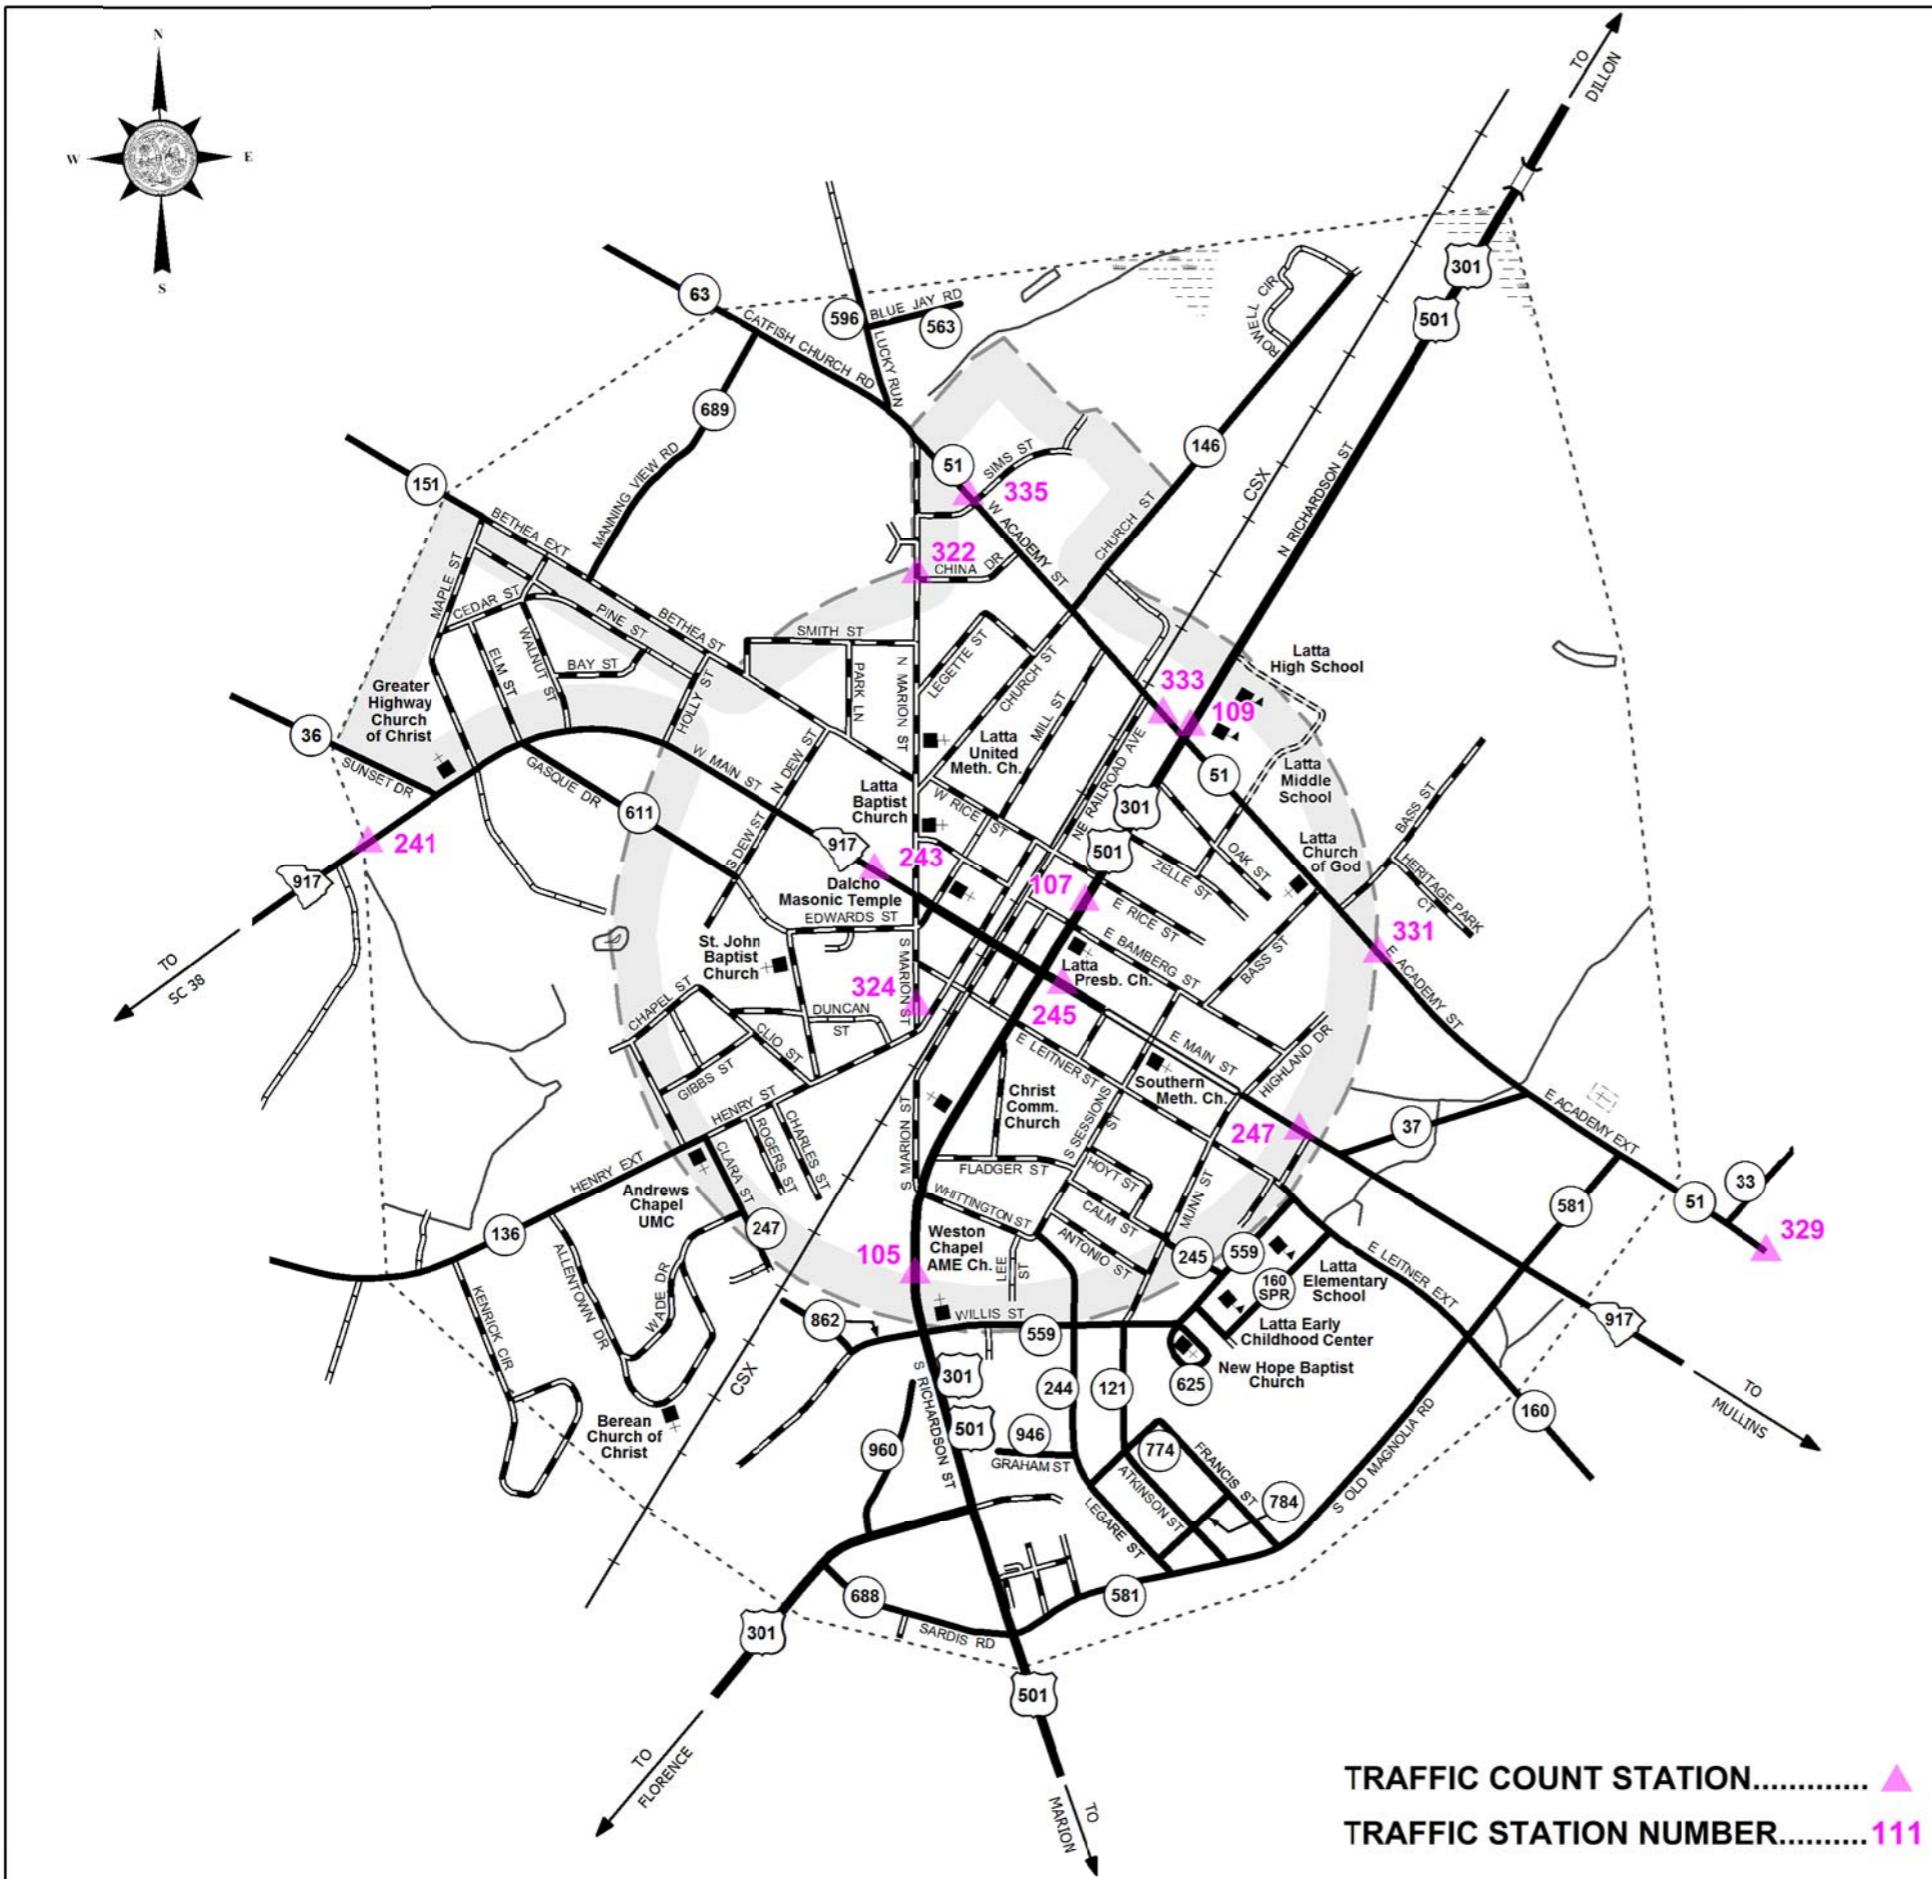 N
W
E
S
TO
DILLON
301
501
63
CATFISH CHURCH RD
596
BLUE JAY RD
563
LUCKY RUN
ROWELL CIR
689
MANNING VIEW RD
146
51
SIMS ST
335
151
BETHEA EXT
CSX
N RICHARDSON ST
W ACADEMY ST
CHURCH ST
322
CHINA DR
MAPLE ST
CEDAR ST
PINE ST
BETHEA ST
WALNUT ST
ELM ST
BAY ST
HOLLY ST
SMITH ST
PARK LN
N MARION ST
LEGETTE ST
CHURCH ST
MILL ST
Latta
High School
333
109
Greater
Highway
Church
of Christ
36
SUNSET DR
GASQUE DR
611
W MAIN ST
N DEW ST
S DEW ST
Latta
United
Meth. Ch.
Latta
Baptist
Church
W RICE ST
NE RAILROAD AVE
301
501
51
Latta
Middle
School
BASS ST
HERITAGE PARK
CT
Latta
Church
of God
OAK ST
ZELLE ST
241
917
TO
SC 38
917
243
Dalcho
Masonic Temple
107
E RICE ST
EDWARDS ST
St. John
Baptist
Church
S MARION ST
324
E BAMBERG ST
BASS ST
331
E ACADEMY ST
Latta
Presb. Ch.
245
CHAPEL ST
DUNCAN
ST
CLIO ST
GIBBS ST
HENRY ST
E LEITNER ST
E MAIN ST
HIGHLAND DR
Christ
Comm.
Church
Southern
Meth. Ch.
S SESSIONS
ST
247
37
E ACADEMY EXT
CHARLES ST
ROGERS ST
CLARA ST
HENRY EXT
S MARION ST
FLADGER ST
HOYT ST
CALM ST
MUNN ST
WHITTINGTON ST
ANTONIO ST
Andrews
Chapel
UMC
247
136
ALLENTOWN DR
WADE DR
KENRICK CIR
105
Weston
Chapel
AME Ch.
LEE
ST
245
559
160
SPR
Latta
Elementary
School
E LEITNER EXT
581
51
33
329
917
TO
MULLINS
WILLIS ST
862
559
Latta Early
Childhood Center
New Hope Baptist
Church
625
CSX
301
S RICHARDSON ST
501
244
121
160
Berean
Church of
Christ
960
946
GRAHAM ST
774
FRANCIS ST
ATKINSON ST
784
LEGARE ST
S OLD MAGNOLIA RD
688
SARDIS RD
581
301
501
TO
FLORENCE
TO
MARION
TRAFFIC COUNT STATION.............
TRAFFIC STATION NUMBER..........111